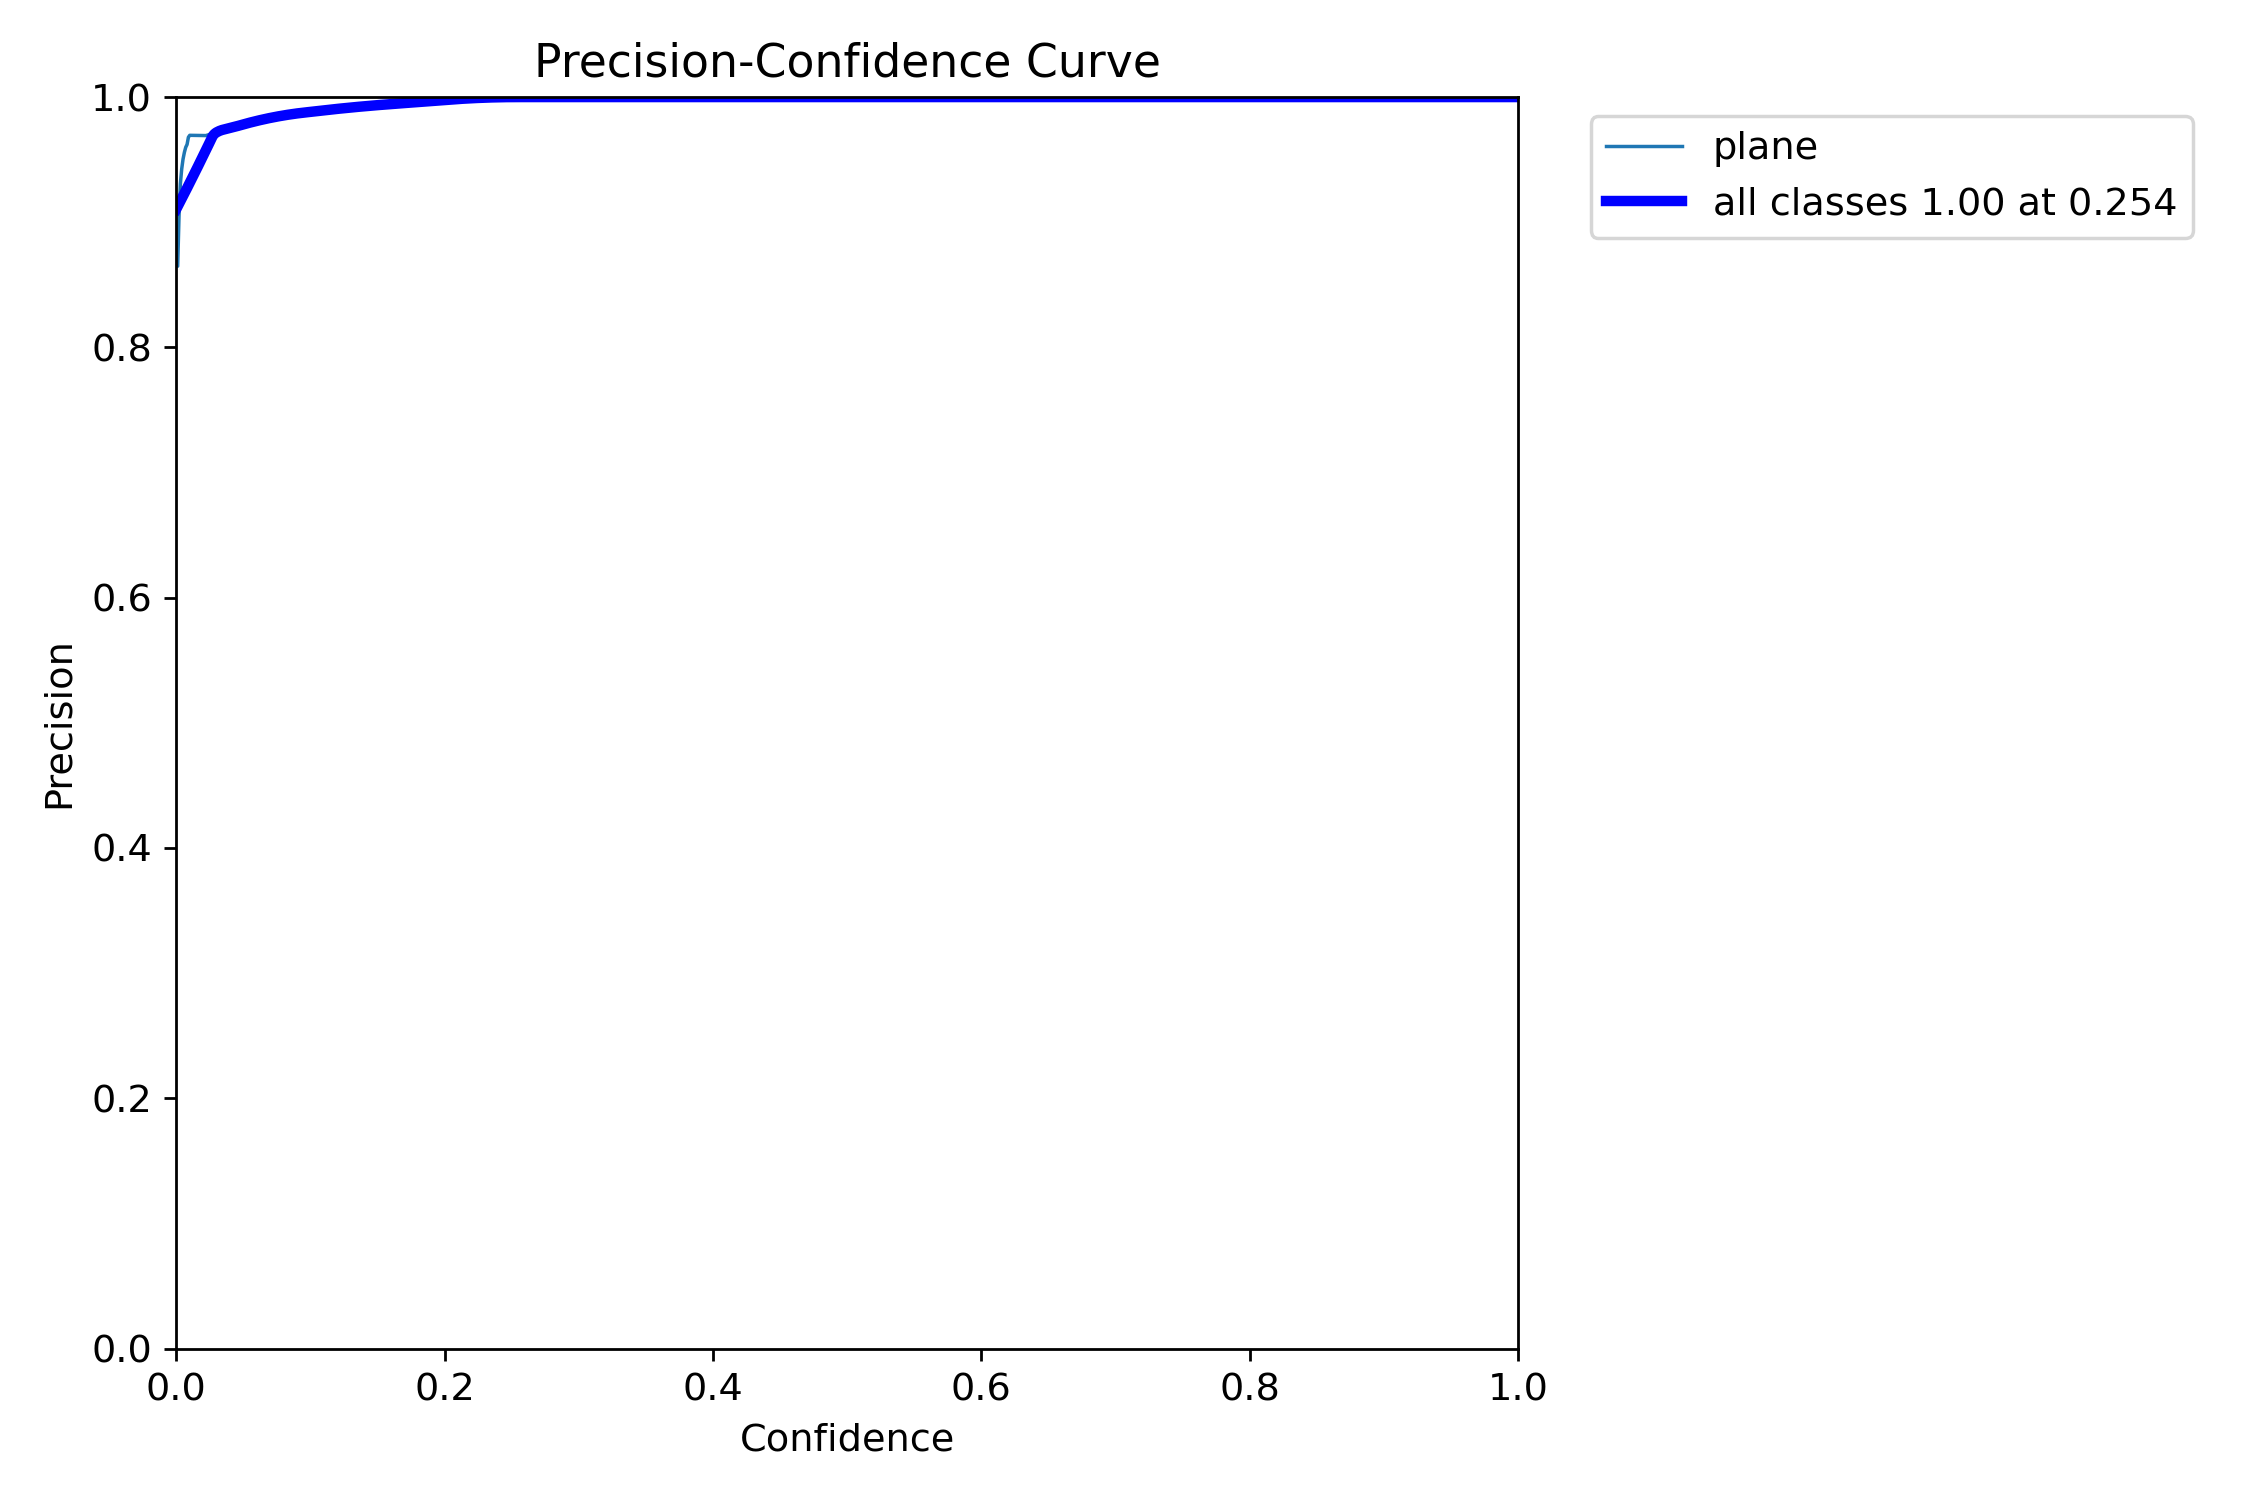 Precision-Confidence Curve
plane
all classes 1.00 at 0.254
1.0
0.8
0.6
0.4
0.2
0.0
Precision
0.0 0.2 0.4 0.6 0.8 1.0
Confidence